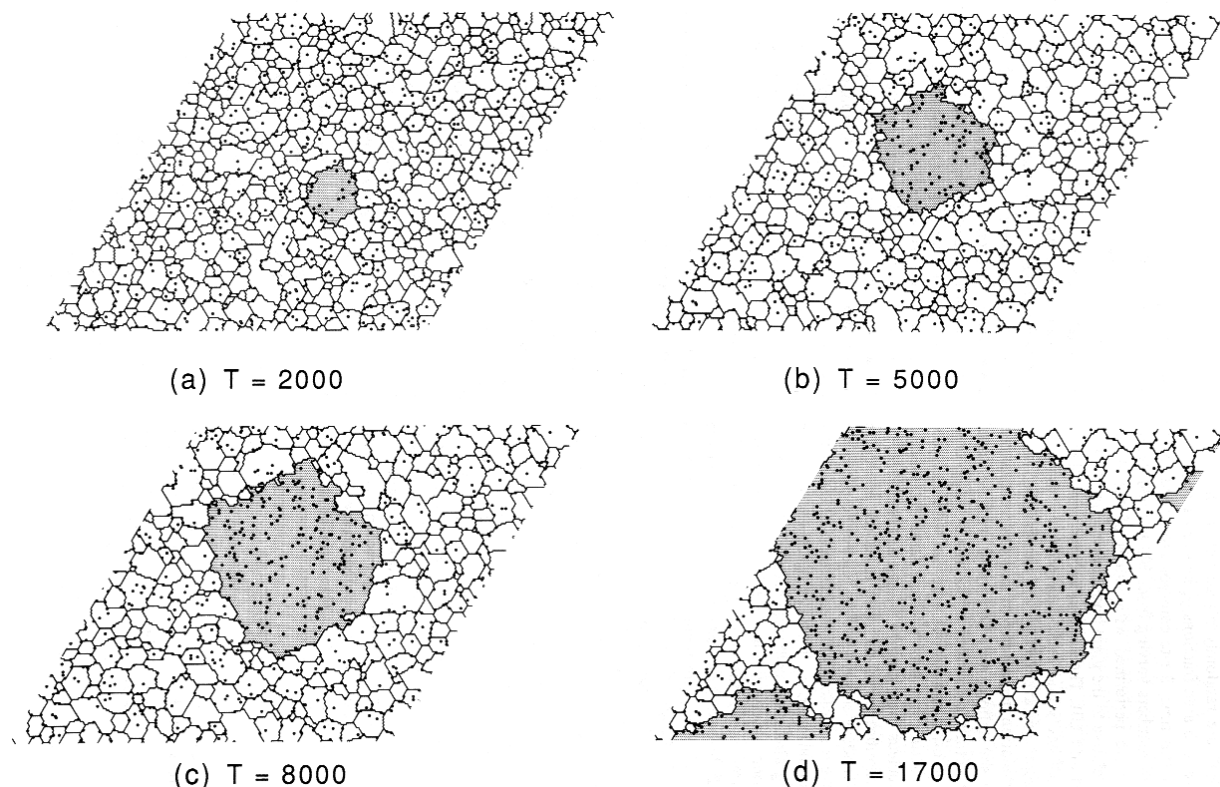 (a) T = 2000
(b) T = 5000
(c) T = 8000
(d) T = 17000